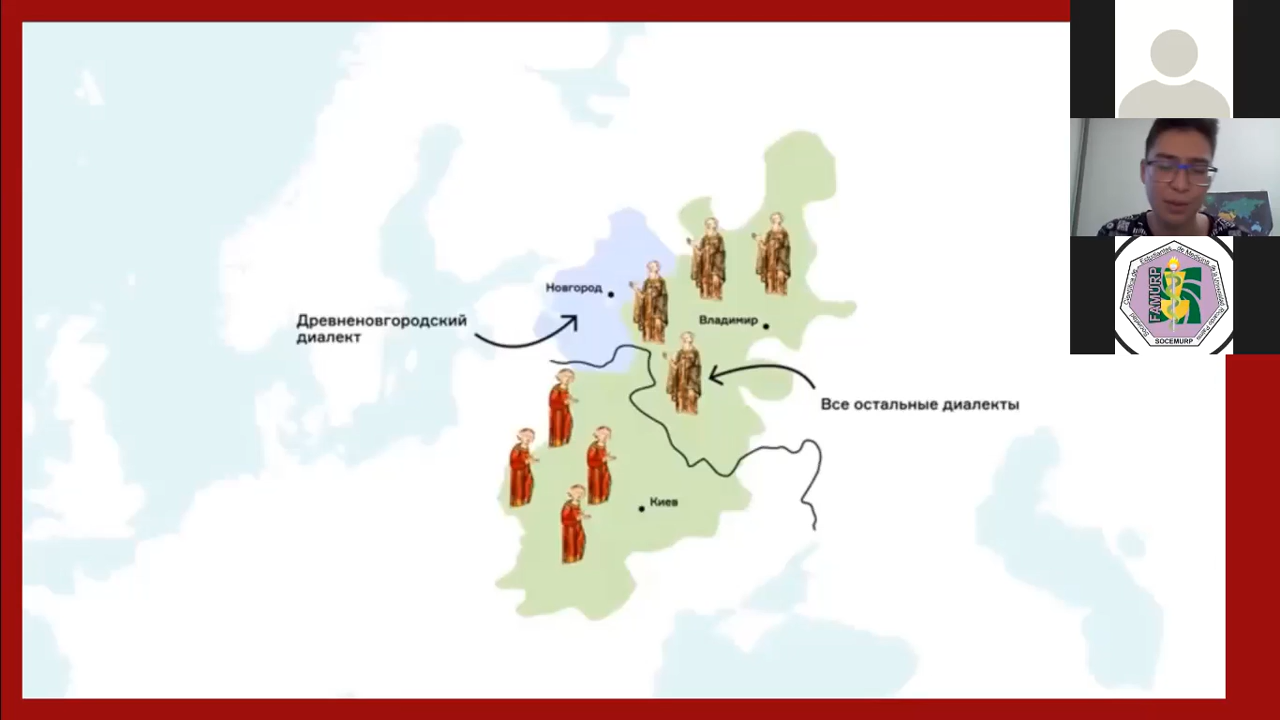 Новгород
Древненовгородский
диалект
Владимир
Все остальные диалекты
Киев
FAMURP
SOCEMURP